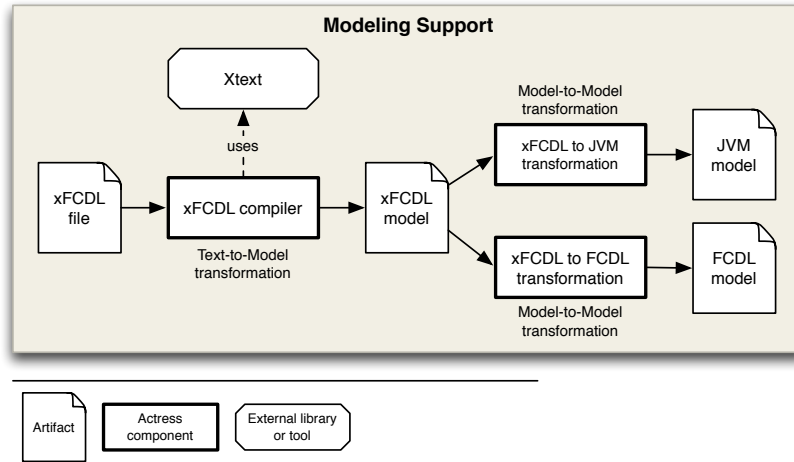 Modeling Support
Xtext
uses
xFCDL
file
xFCDL compiler
Text-to-Model
transformation
xFCDL
model
Model-to-Model
transformation
xFCDL to JVM
transformation
JVM
model
xFCDL to FCDL
transformation
Model-to-Model
transformation
FCDL
model
Artifact
Actress
component
External library
or tool